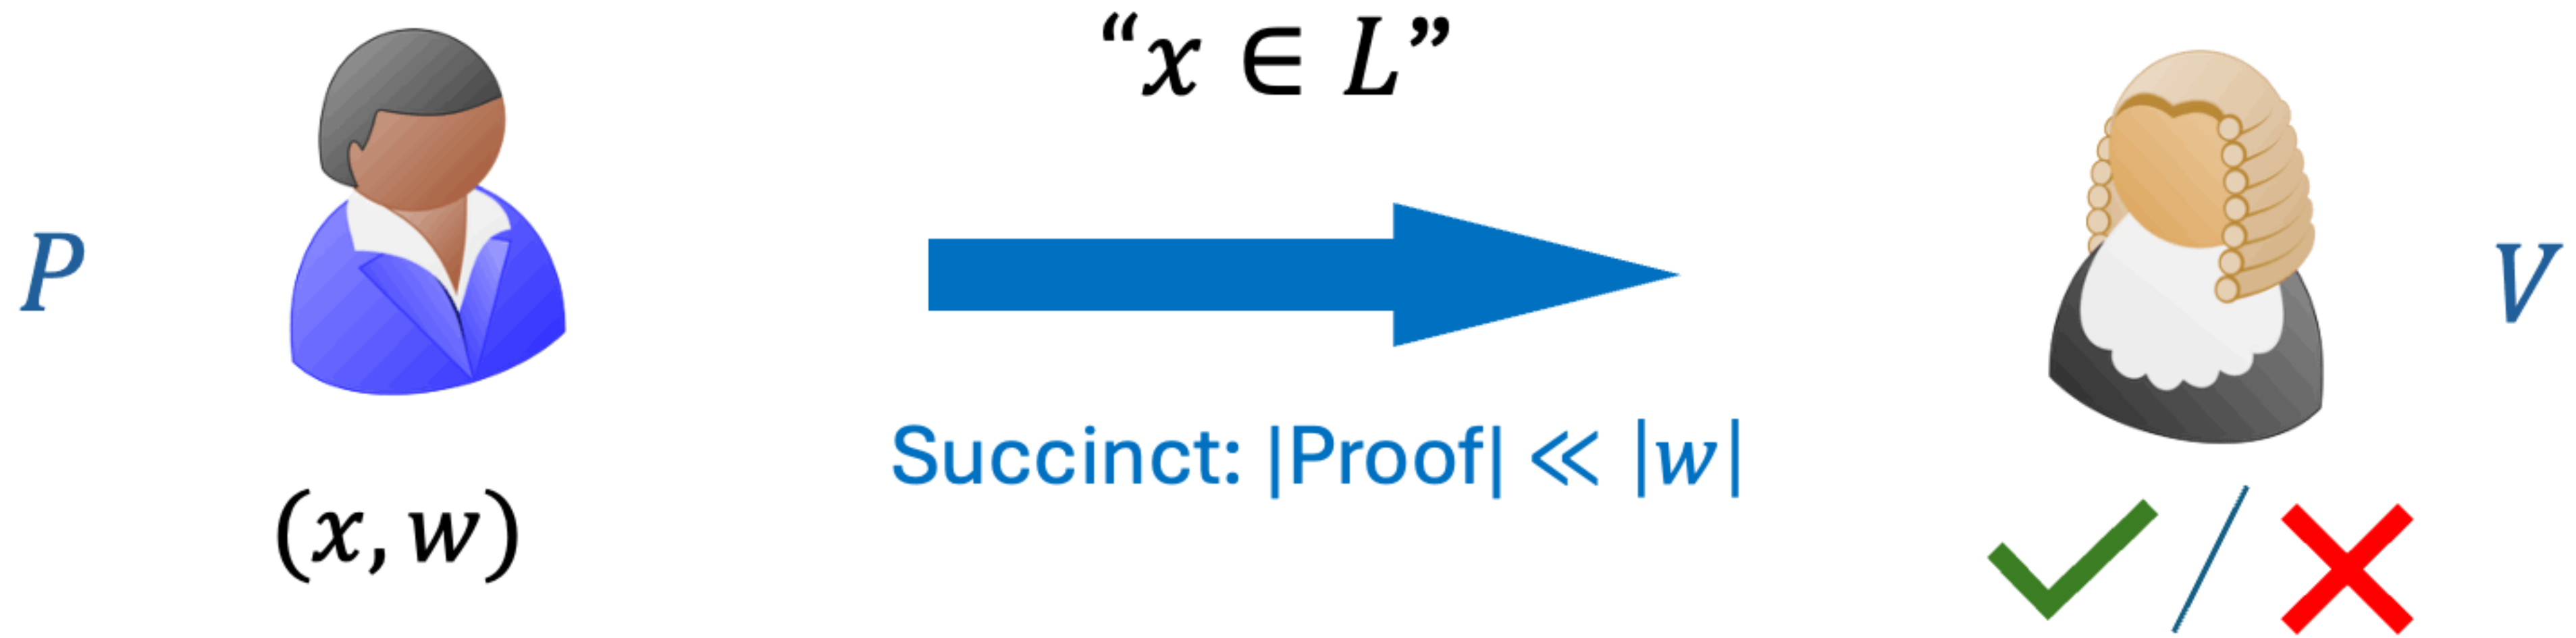 “x ∈ L”
P
V
Succinct: |Proof| ≪ |w|
(x, w)